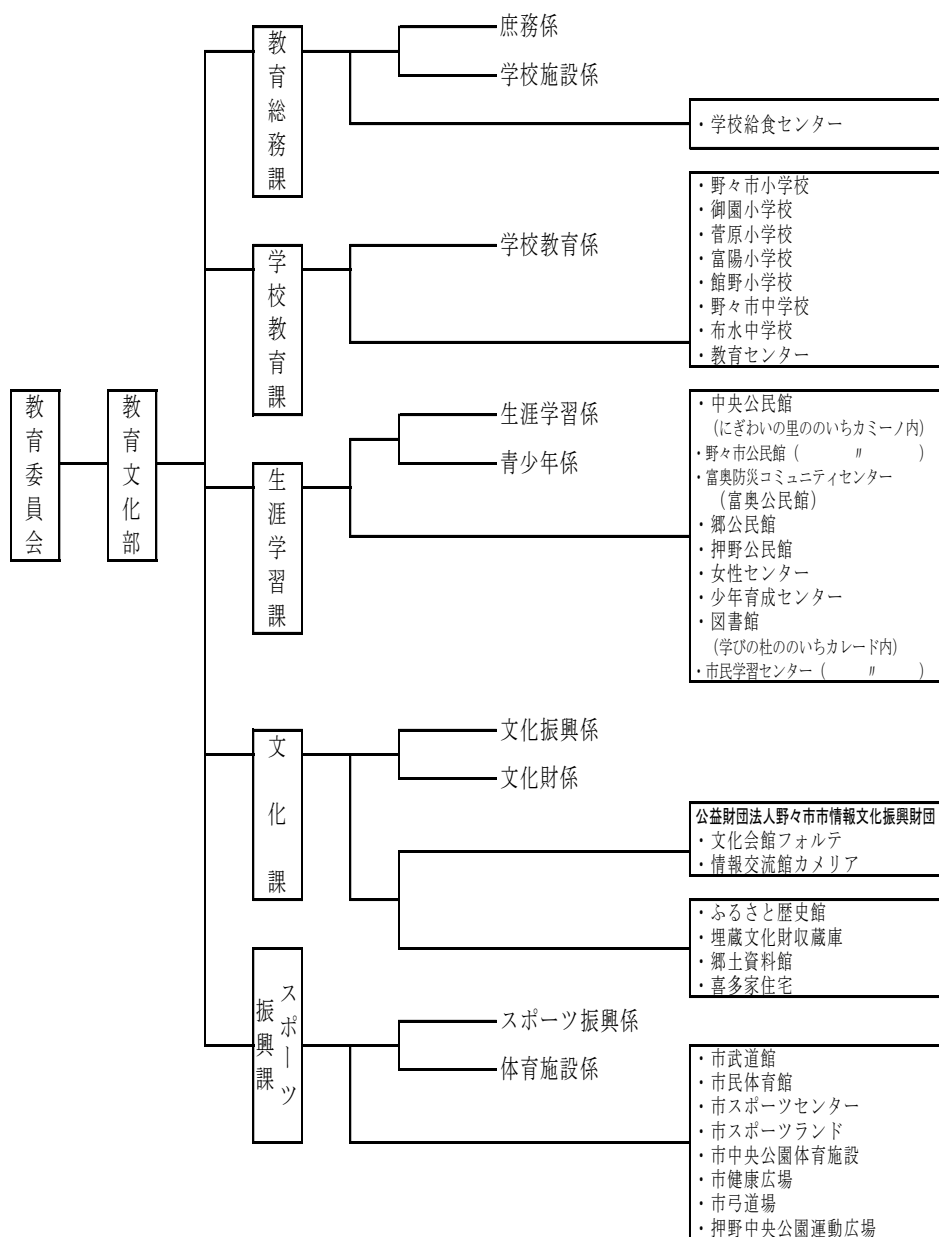 教育委員会
教育文化部
教育総務課
庶務係
学校施設係
・学校給食センター
学校教育課
学校教育係
・野々市小学校
・御園小学校
・菅原小学校
・富陽小学校
・館野小学校
・野々市中学校
・布水中学校
・教育センター
生涯学習課
生涯学習係
青少年係
・中央公民館
(にぎわいの里ののいちカミーノ内)
・野々市公民館 ( 〃 )
・富奥防災コミュニティセンター
(富奥公民館)
・郷公民館
・押野公民館
・女性センター
・少年育成センター
・図書館
(学びの杜ののいちカレード内)
・市民学習センター ( 〃 )
文化課
文化振興係
文化財係
公益財団法人野々市市情報文化振興財団
・文化会館フォルテ
・情報交流館カメリア
・ふるさと歴史館
・埋蔵文化財収蔵庫
・郷土資料館
・喜多家住宅
スポーツ
振興課
スポーツ振興係
体育施設係
・市武道館
・市民体育館
・市スポーツセンター
・市スポーツランド
・市中央公園体育施設
・市健康広場
・市弓道場
・押野中央公園運動広場